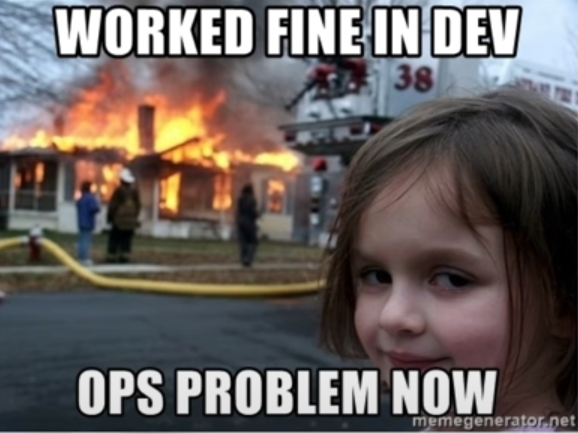 WORKED FINE IN DEV
38
OPS PROBLEM NOW
memegenerator.net